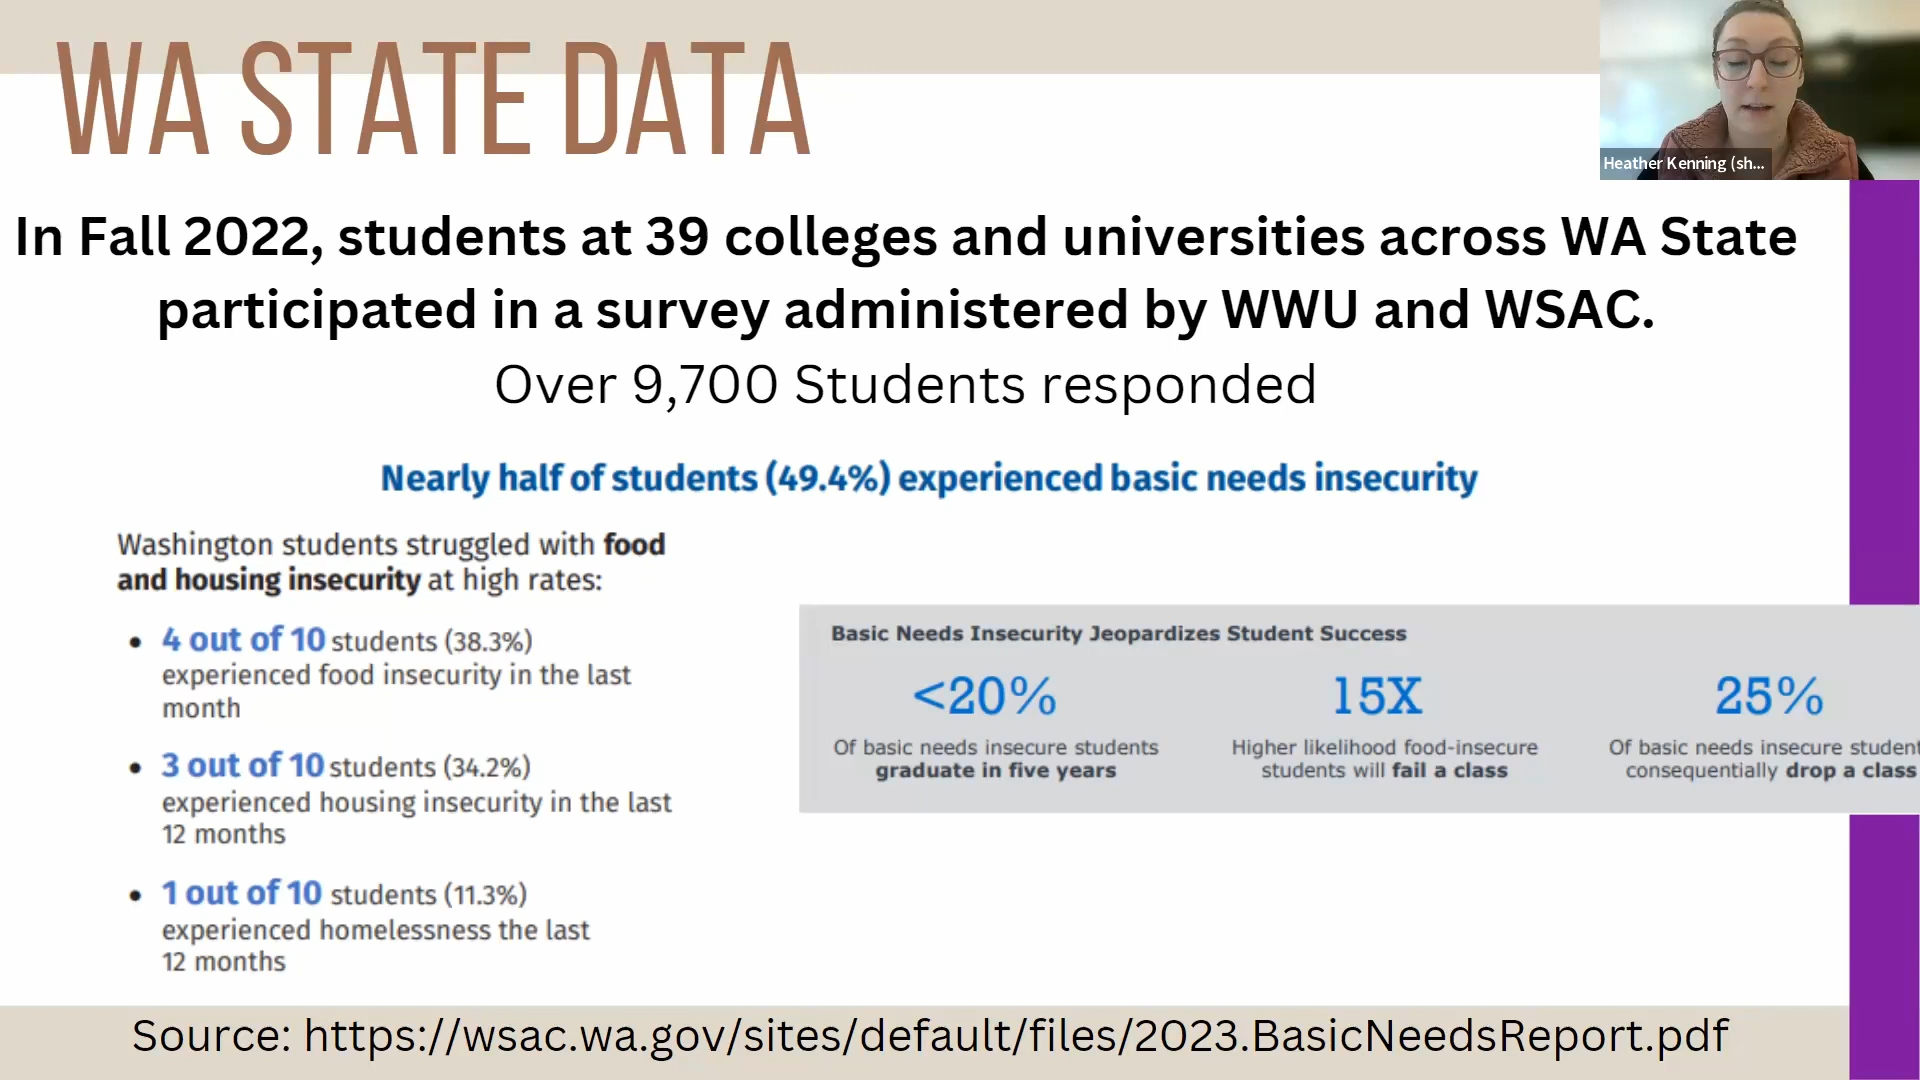 WA STATE DATA
Heather Kenning (sh...
In Fall 2022, students at 39 colleges and universities across WA State
participated in a survey administered by WWU and WSAC.
Over 9,700 Students responded
Nearly half of students (49.4%) experienced basic needs insecurity
Washington students struggled with food
and housing insecurity at high rates:
• 4 out of 10 students (38.3%)
experienced food insecurity in the last
month
• 3 out of 10 students (34.2%)
experienced housing insecurity in the last
12 months
• 1 out of 10 students (11.3%)
experienced homelessness the last
12 months
Basic Needs Insecurity Jeopardizes Student Success
<20%
Of basic needs insecure students
graduate in five years
15X
Higher likelihood food-insecure
students will fail a class
25%
Of basic needs insecure student
consequentially drop a class
Source: https://wsac.wa.gov/sites/default/files/2023.BasicNeedsReport.pdf